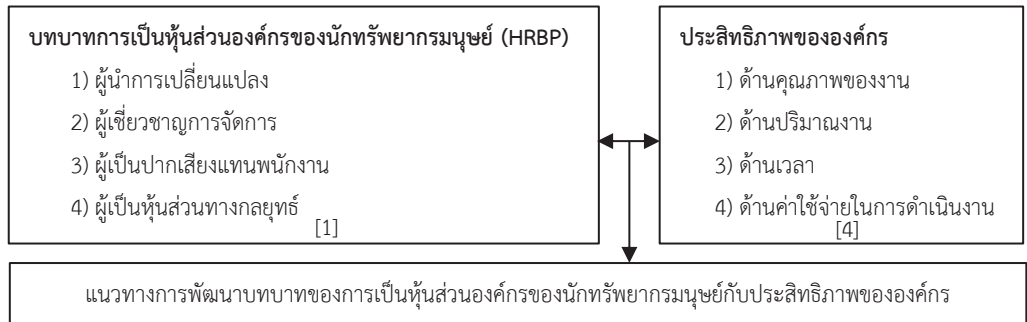 บทบาทการเป็นหุ้นส่วนองค์กรของนักทรัพยากรมนุษย์ (HRBP)
1) ผู้นำการเปลี่ยนแปลง
2) ผู้เชี่ยวชาญการจัดการ
3) ผู้เป็นปากเสียงแทนพนักงาน
4) ผู้เป็นหุ้นส่วนทางกลยุทธ์
[1]
ประสิทธิภาพขององค์กร
1) ด้านคุณภาพของงาน
2) ด้านปริมาณงาน
3) ด้านเวลา
4) ด้านค่าใช้จ่ายในการดำเนินงาน
[4]
แนวทางการพัฒนาบทบาทของการเป็นหุ้นส่วนองค์กรของนักทรัพยากรมนุษย์กับประสิทธิภาพขององค์กร